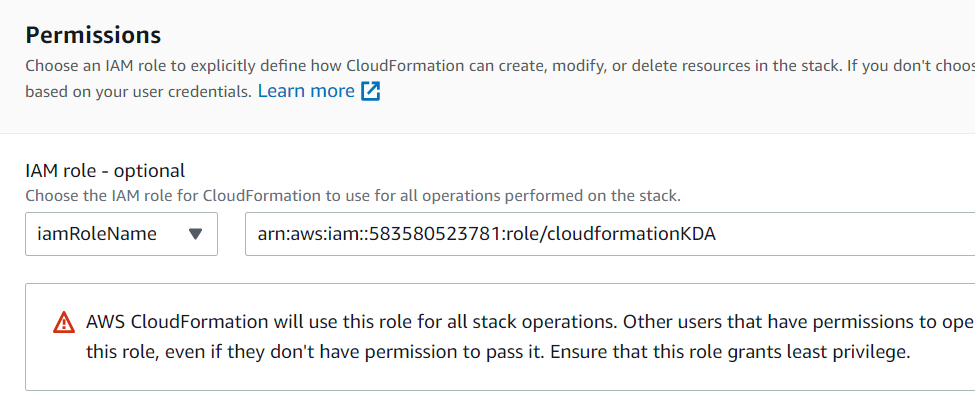 Permissions
Choose an IAM role to explicitly define how CloudFormation can create, modify, or delete resources in the stack. If you don't choos
based on your user credentials. Learn more
IAM role - optional
Choose the IAM role for CloudFormation to use for all operations performed on the stack.
iamRoleName arn:aws:iam::583580523781:role/cloudformationKDA
AWS CloudFormation will use this role for all stack operations. Other users that have permissions to ope
this role, even if they don't have permission to pass it. Ensure that this role grants least privilege.